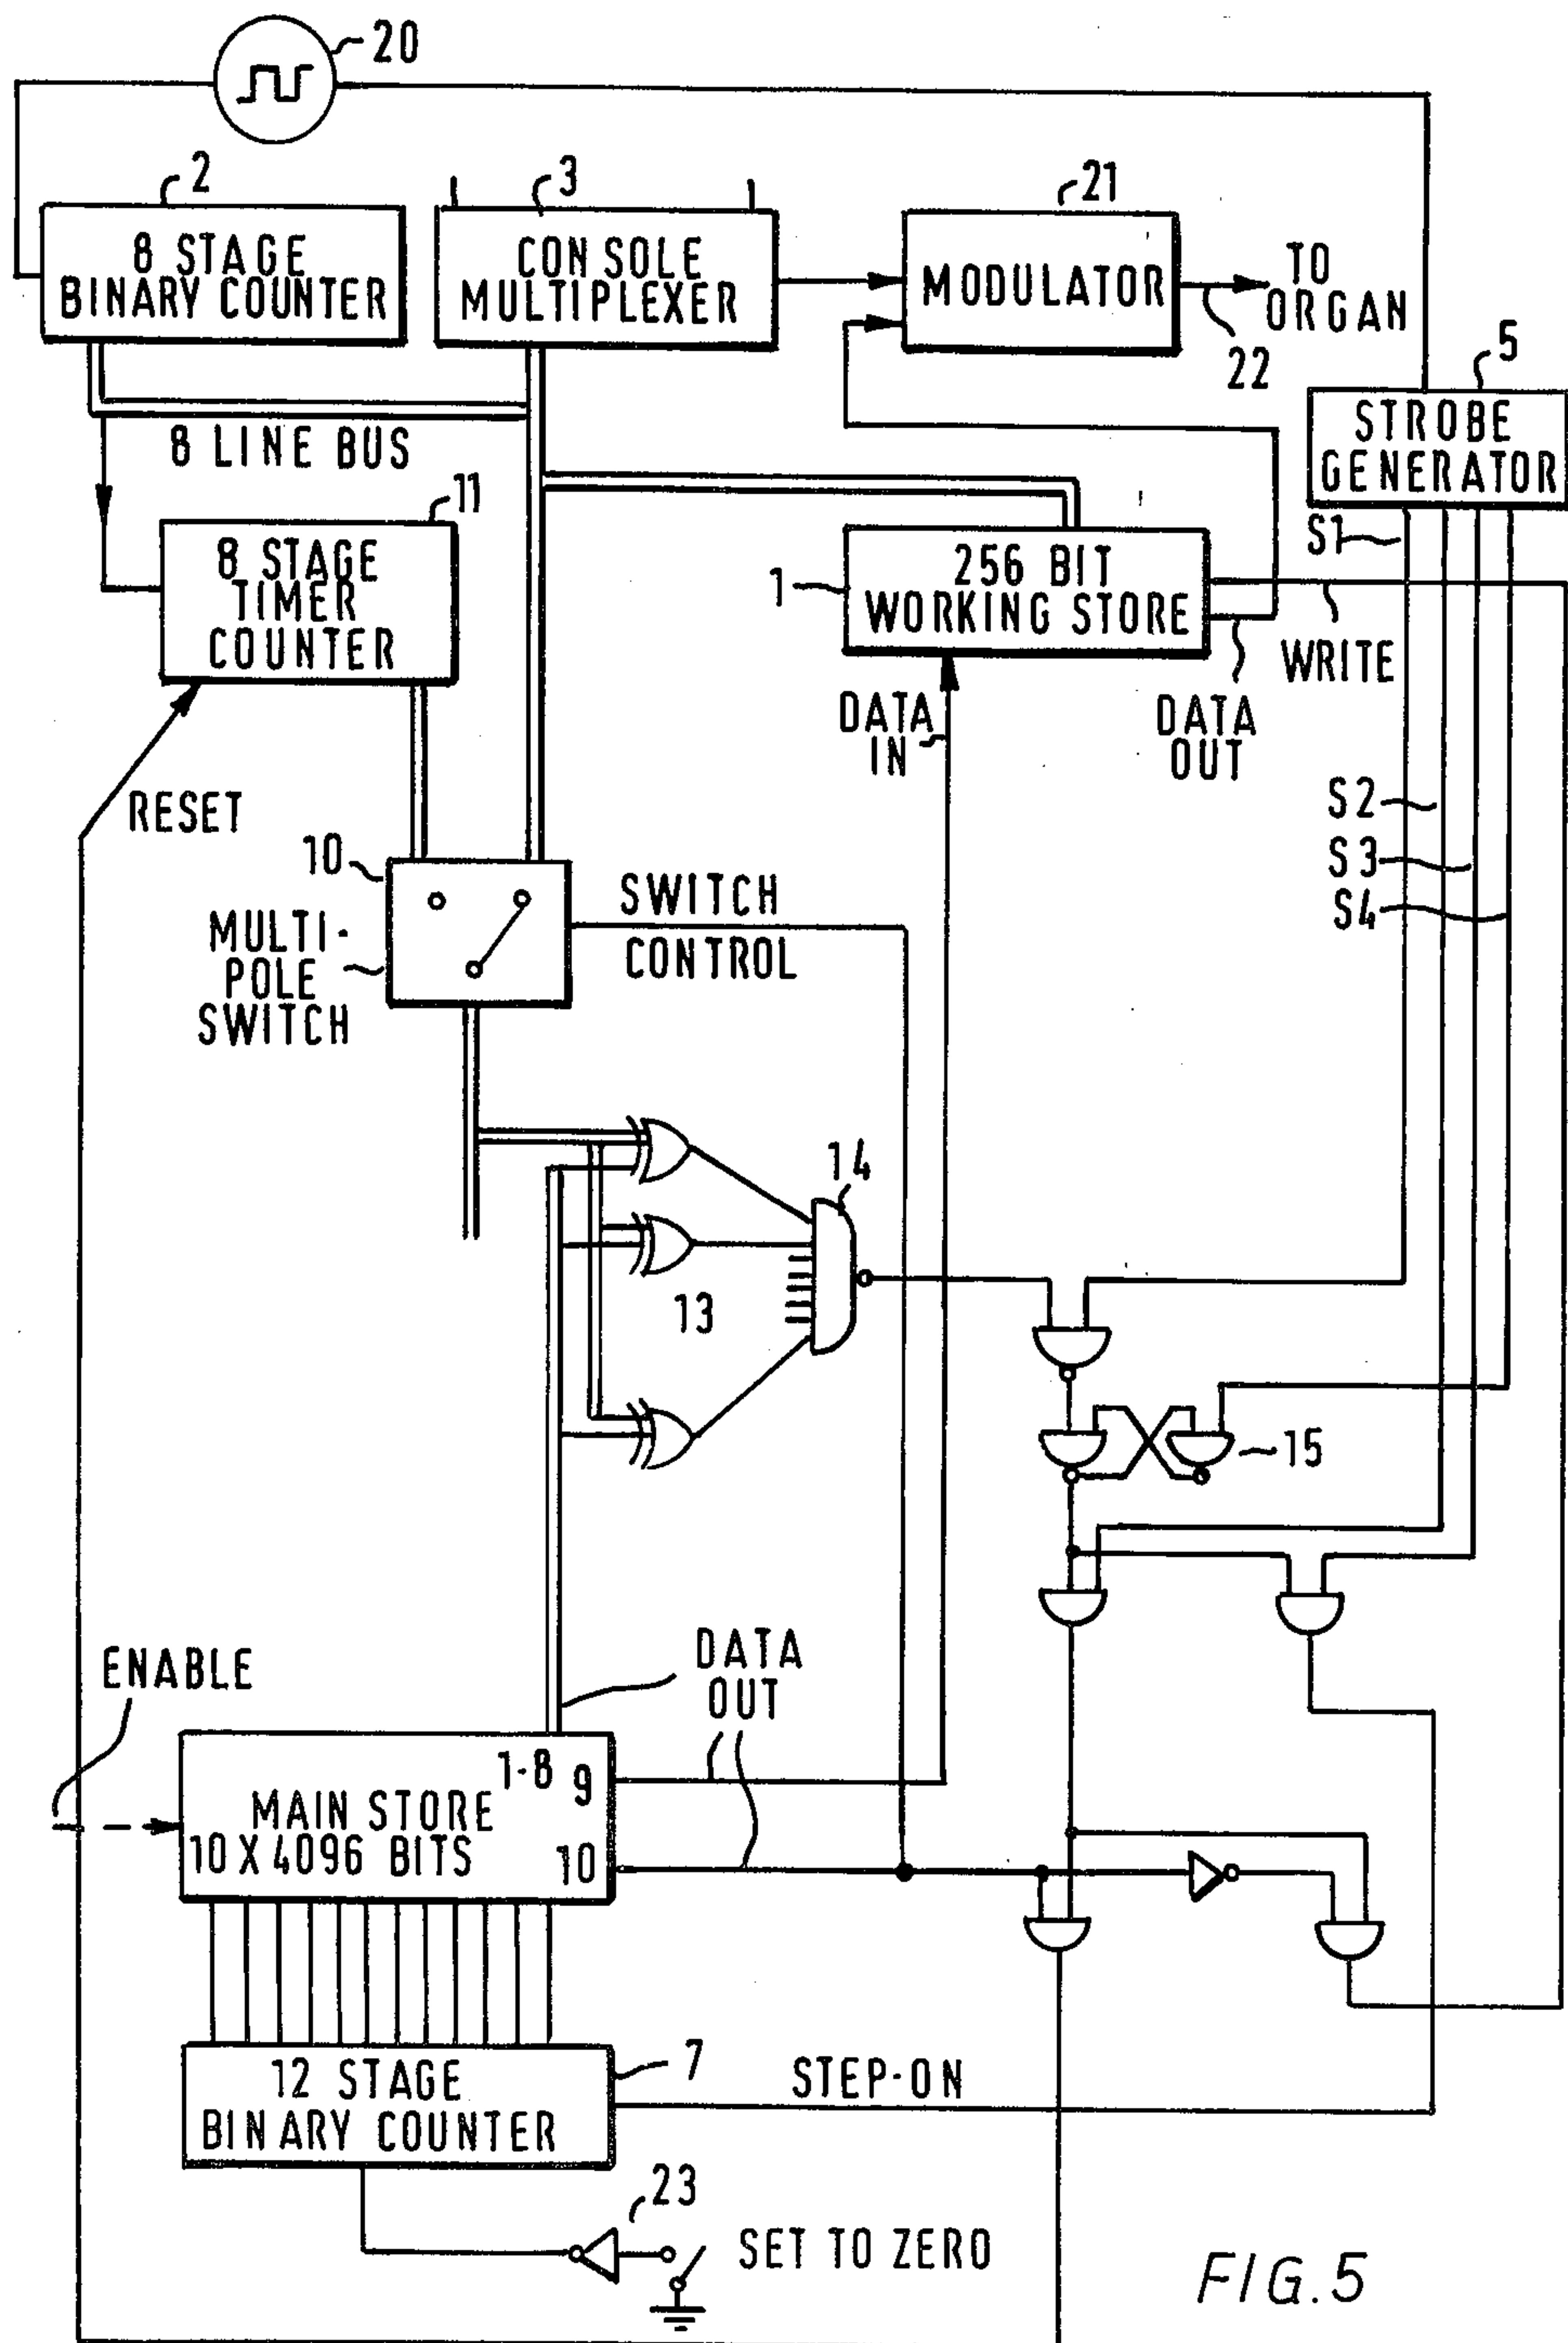 20
2
3
21
8 STAGE
BINARY COUNTER
CONSOLE
MULTIPLEXER
MODULATOR
TO
ORGAN
22
5
STROBE
GENERATOR
8 LINE BUS
11
8 STAGE
TIMER
COUNTER
1
256 BIT
WORKING STORE
S1
WRITE
DATA
IN
DATA
OUT
RESET
S2
S3
S4
10
MULTI-
POLE
SWITCH
SWITCH
CONTROL
14
13
15
ENABLE
DATA
OUT
1-8
9
MAIN STORE
10 X 4096 BITS
10
12 STAGE
BINARY COUNTER
7
STEP-ON
23
SET TO ZERO
FIG.5